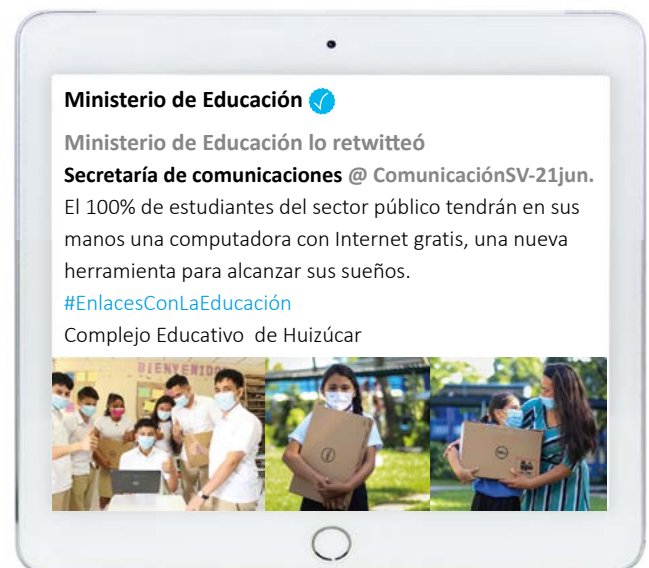 Ministerio de Educación
Ministerio de Educación lo retwitteó
Secretaría de comunicaciones @ ComunicaciónSV-21jun.
El 100% de estudiantes del sector público tendrán en sus
manos una computadora con Internet gratis, una nueva
herramienta para alcanzar sus sueños.
#EnlacesConLaEducación
Complejo Educativo de Huizúcar
BIENVENIDO
DELL
DELL